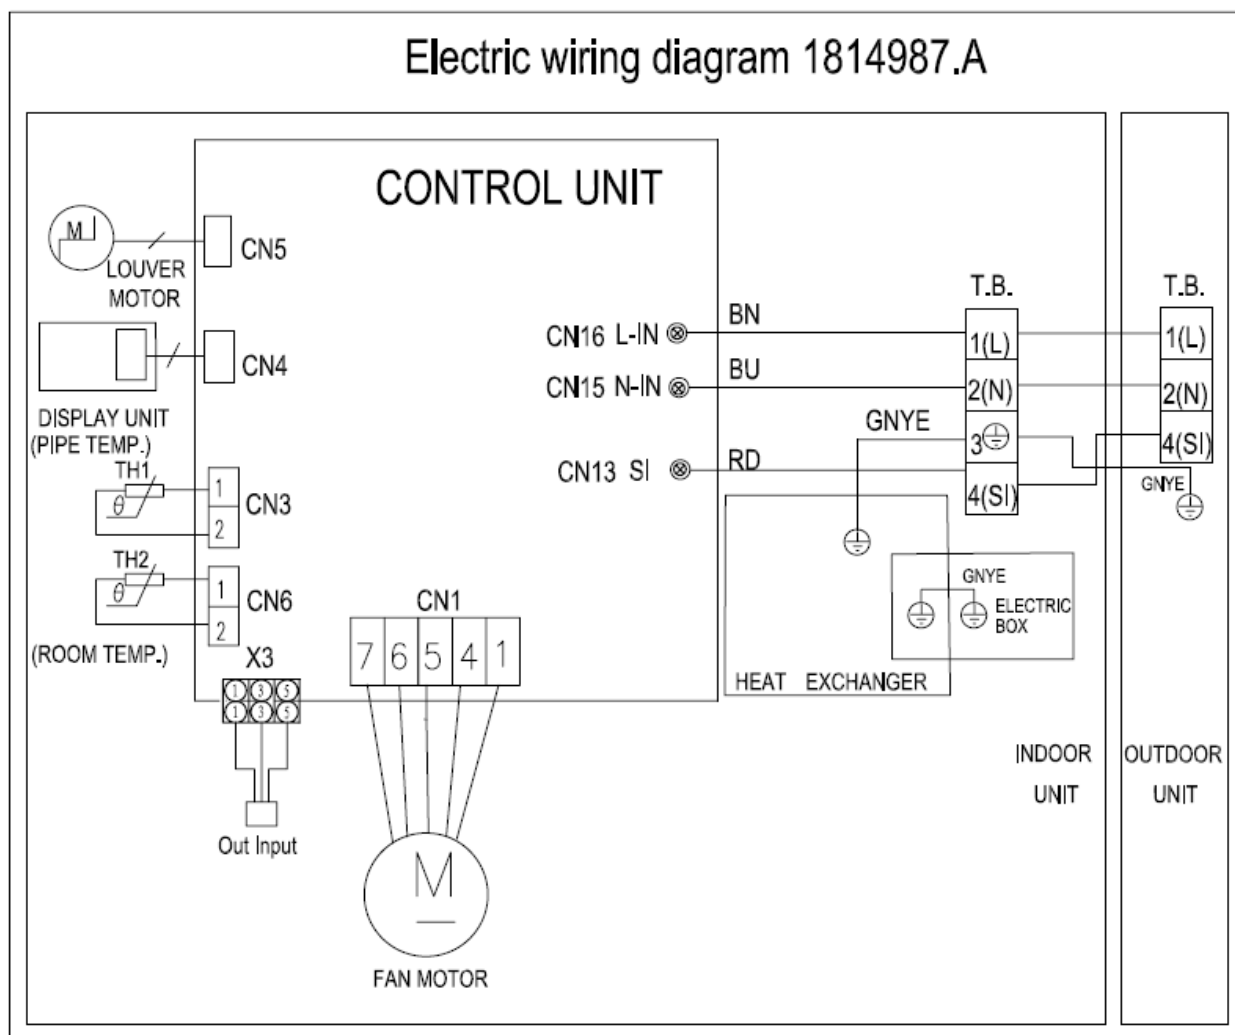 Electric wiring diagram 1814987.A
CONTROL UNIT
M
LOUVER
MOTOR
CN5
CN4
DISPLAY UNIT
(PIPE TEMP.)
TH1
θ
1
2
CN3
TH2
θ
1
2
CN6
(ROOM TEMP.)
X3
1 3 5
1 3 5
Out Input
CN1
7 6 5 4 1
M
FAN MOTOR
CN16 L-IN
BN
CN15 N-IN
BU
CN13 SI
RD
GNYE
T.B.
1(L)
2(N)
3
4(SI)
T.B.
1(L)
2(N)
4(SI)
GNYE
GNYE
ELECTRIC
BOX
HEAT EXCHANGER
INDOOR
UNIT
OUTDOOR
UNIT